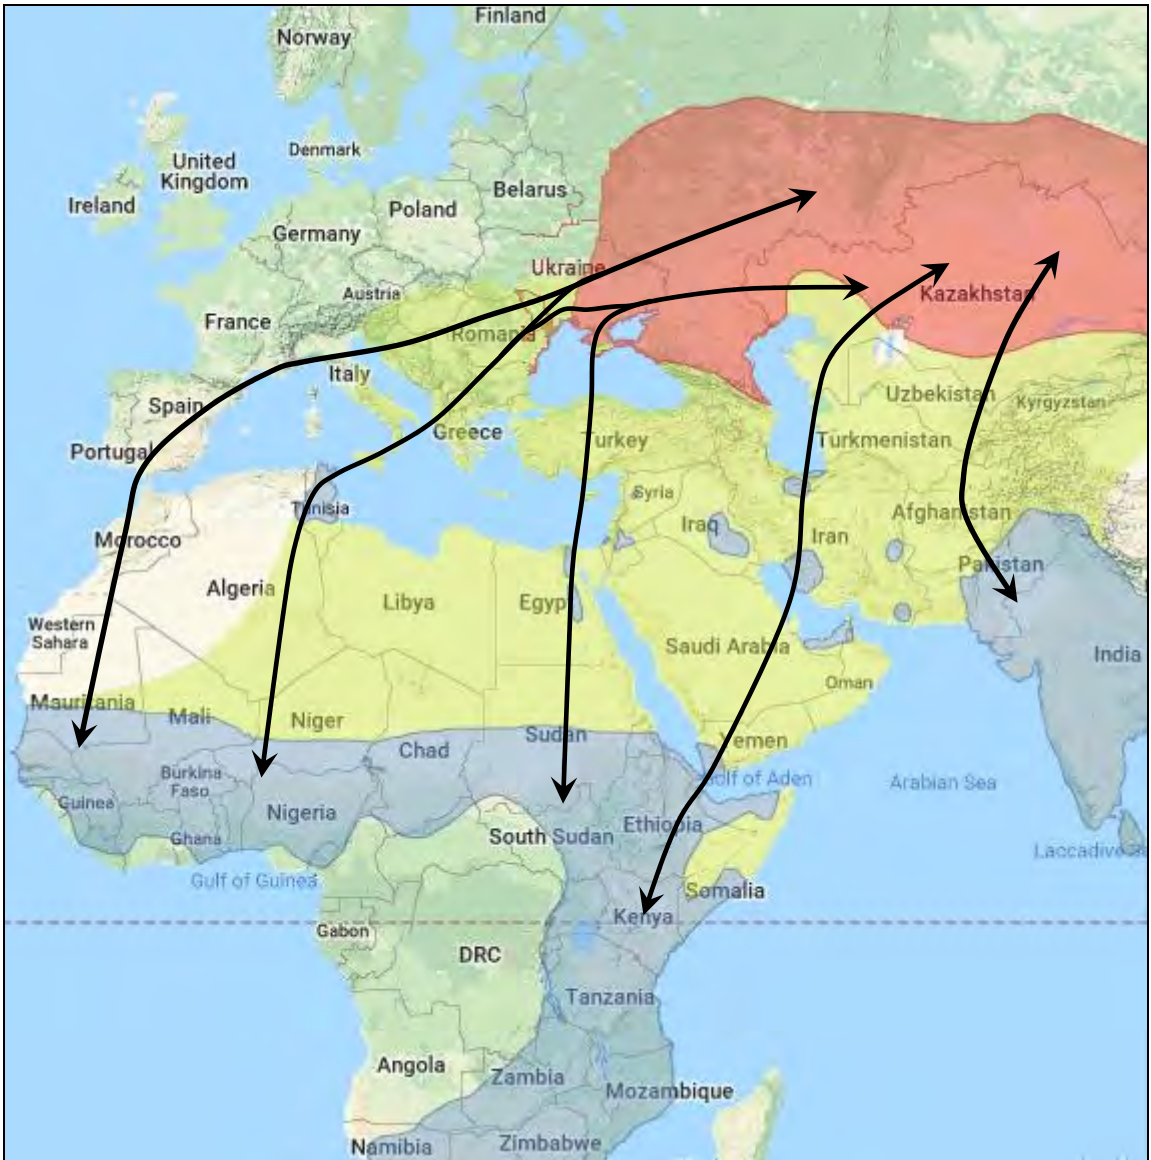 Finland
Norway
Denmark
United
Kingdom
Ireland
Belarus
Poland
Germany
Ukraine
Austria
Kazakhstan
France
Romania
Italy
Uzbekistan
Kyrgyzstan
Spain
Greece
Turkey
Turkmenistan
Portugal
Syria
Tunisia
Afghanistan
Iraq
Iran
Morocco
Pakistan
Algeria
Libya
Egypt
Western
Sahara
Saudi Arabia
India
Oman
Mauritania
Mali
Niger
Sudan
Yemen
Chad
Burkina
Faso
Gulf of Aden
Arabian Sea
Guinea
Nigeria
Ethiopia
Ghana
South Sudan
Gulf of Guinea
Somalia
Kenya
Gabon
DRC
Tanzania
Angola
Zambia
Mozambique
Namibia
Zimbabwe